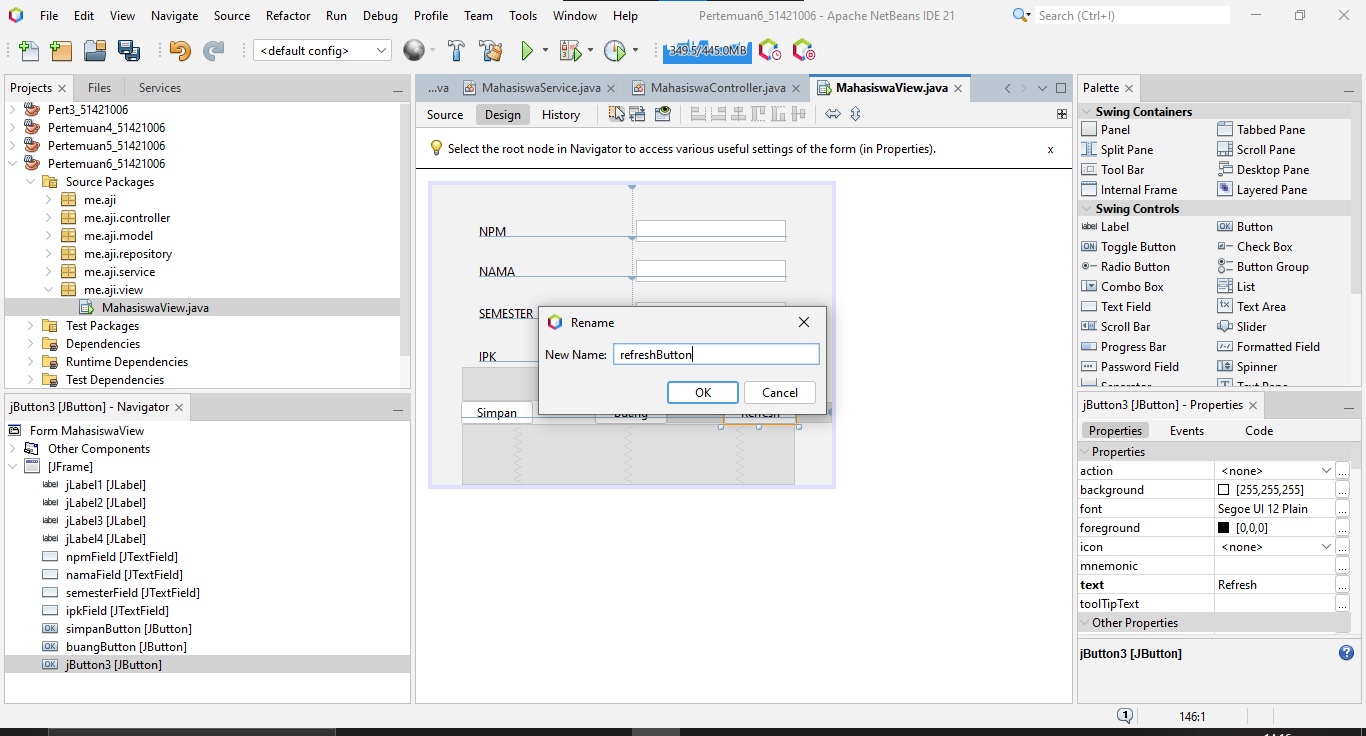 File Edit View Navigate Source Refactor Run Debug Profile Team Tools Window Help
Pertemuan6_51421006 - Apache NetBeans IDE 21
Search (Ctrl+I)
<default config>
349.5/445.0MB
Projects Files Services
Pert3_51421006
Pertemuan4_51421006
Pertemuan5_51421006
Pertemuan6_51421006
Source Packages
me.aji
me.aji.controller
me.aji.model
me.aji.repository
me.aji.service
me.aji.view
MahasiswaView.java
Test Packages
Dependencies
Runtime Dependencies
Test Dependencies
jButton3 [JButton] - Navigator
Form MahasiswaView
Other Components
[JFrame]
jLabel1 [JLabel]
jLabel2 [JLabel]
jLabel3 [JLabel]
jLabel4 [JLabel]
npmField [JTextField]
namaField [JTextField]
semesterField [JTextField]
ipkField [JTextField]
simpanButton [JButton]
buangButton [JButton]
jButton3 [JButton]
...va MahasiswaService.java MahasiswaController.java MahasiswaView.java
Source Design History
Select the root node in Navigator to access various useful settings of the form (in Properties). x
NPM
NAMA
SEMESTER
IPK
Simpan Buang Refresh
Rename
New Name: refreshButton
OK Cancel
Palette
Swing Containers
Panel Tabbed Pane
Split Pane Scroll Pane
Tool Bar Desktop Pane
Internal Frame Layered Pane
Swing Controls
label Label OK Button
ON Toggle Button Check Box
Radio Button Button Group
Combo Box List
Text Field Text Area
Scroll Bar Slider
Progress Bar Formatted Field
Password Field Spinner
Separator Text Pane
jButton3 [JButton] - Properties
Properties Events Code
Properties
action <none> ...
background [255,255,255] ...
font Segoe UI 12 Plain ...
foreground [0,0,0] ...
icon <none> ...
mnemonic ...
text Refresh ...
toolTipText ...
Other Properties
jButton3 [JButton]
1 146:1